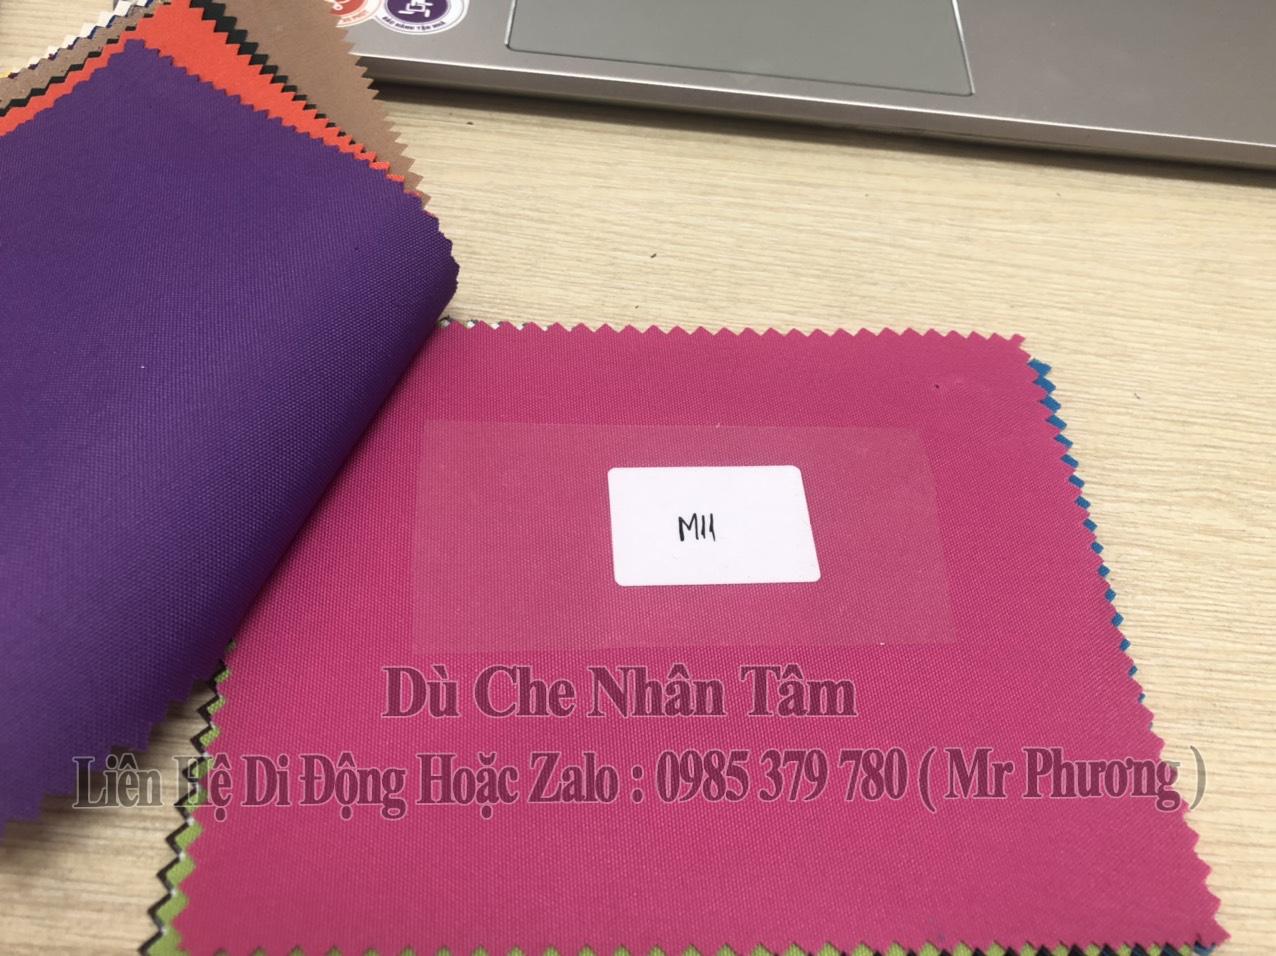 M11
Dù Che Nhân Tâm
Liên Hệ Di Động Hoặc Zalo : 0985 379 780 ( Mr Phương )